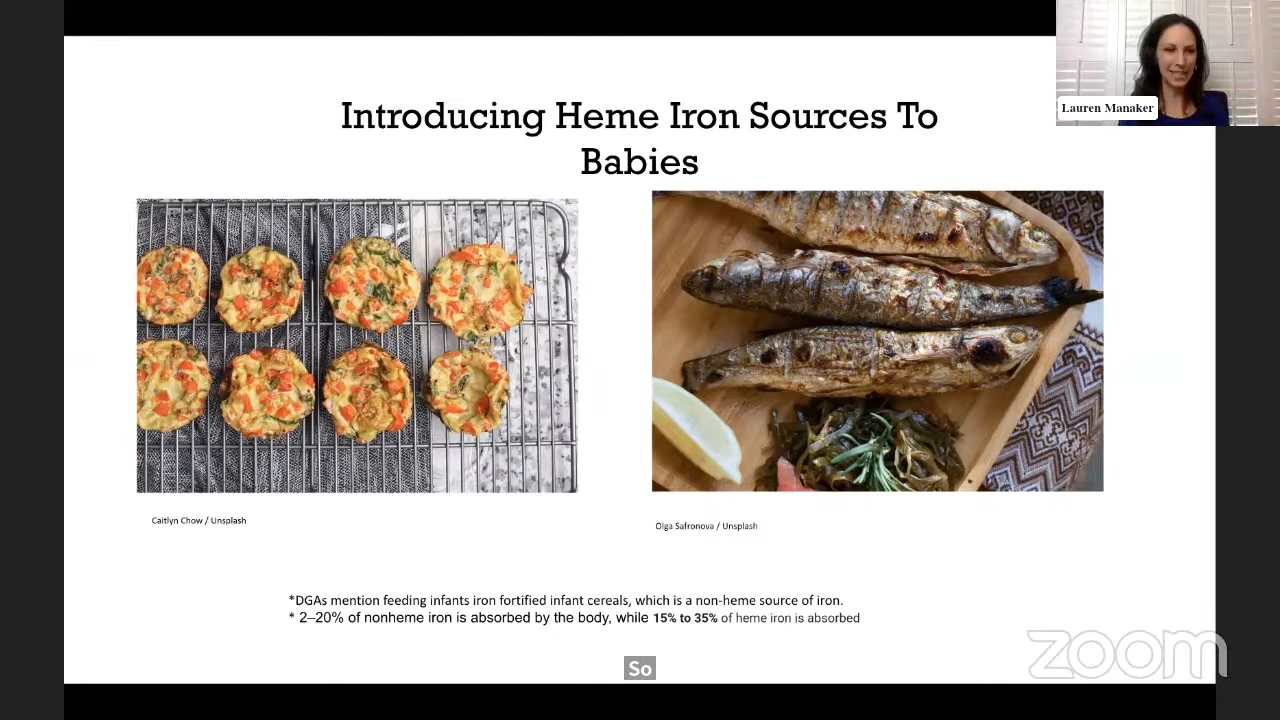 Lauren Manaker
Introducing Heme Iron Sources To
Babies
Caitlyn Chow / Unsplash
Olga Safronova / Unsplash
*DGAs mention feeding infants iron fortified infant cereals, which is a non-heme source of iron.
* 2–20% of nonheme iron is absorbed by the body, while 15% to 35% of heme iron is absorbed
zoom
So